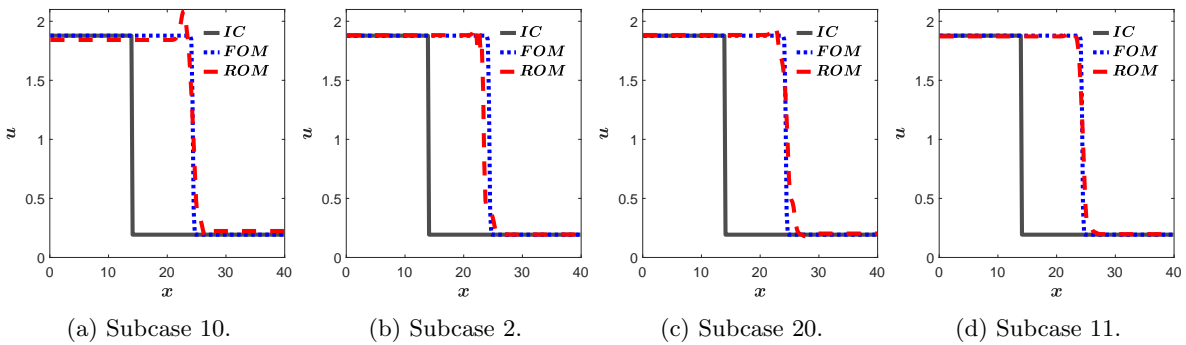 2
1.5
1
0.5
0
0 10 20 30 40
u
x
IC
FOM
ROM
(a) Subcase 10.
2
1.5
1
0.5
0
0 10 20 30 40
u
x
IC
FOM
ROM
(b) Subcase 2.
2
1.5
1
0.5
0
0 10 20 30 40
u
x
IC
FOM
ROM
(c) Subcase 20.
2
1.5
1
0.5
0
0 10 20 30 40
u
x
IC
FOM
ROM
(d) Subcase 11.